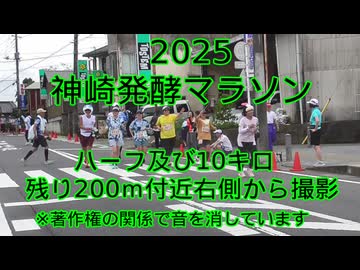 2025
神崎発酵マラソン
ハーフ及び10キロ
残り200m付近右側から撮影
※著作権の関係で音を消しています